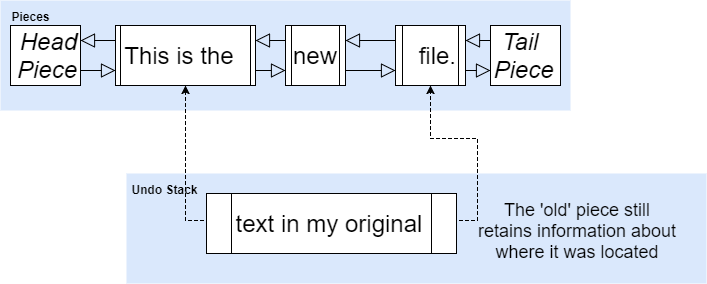 Pieces
Head
Piece
This is the
new
file.
Tail
Piece
Undo Stack
text in my original
The 'old' piece still
retains information about
where it was located